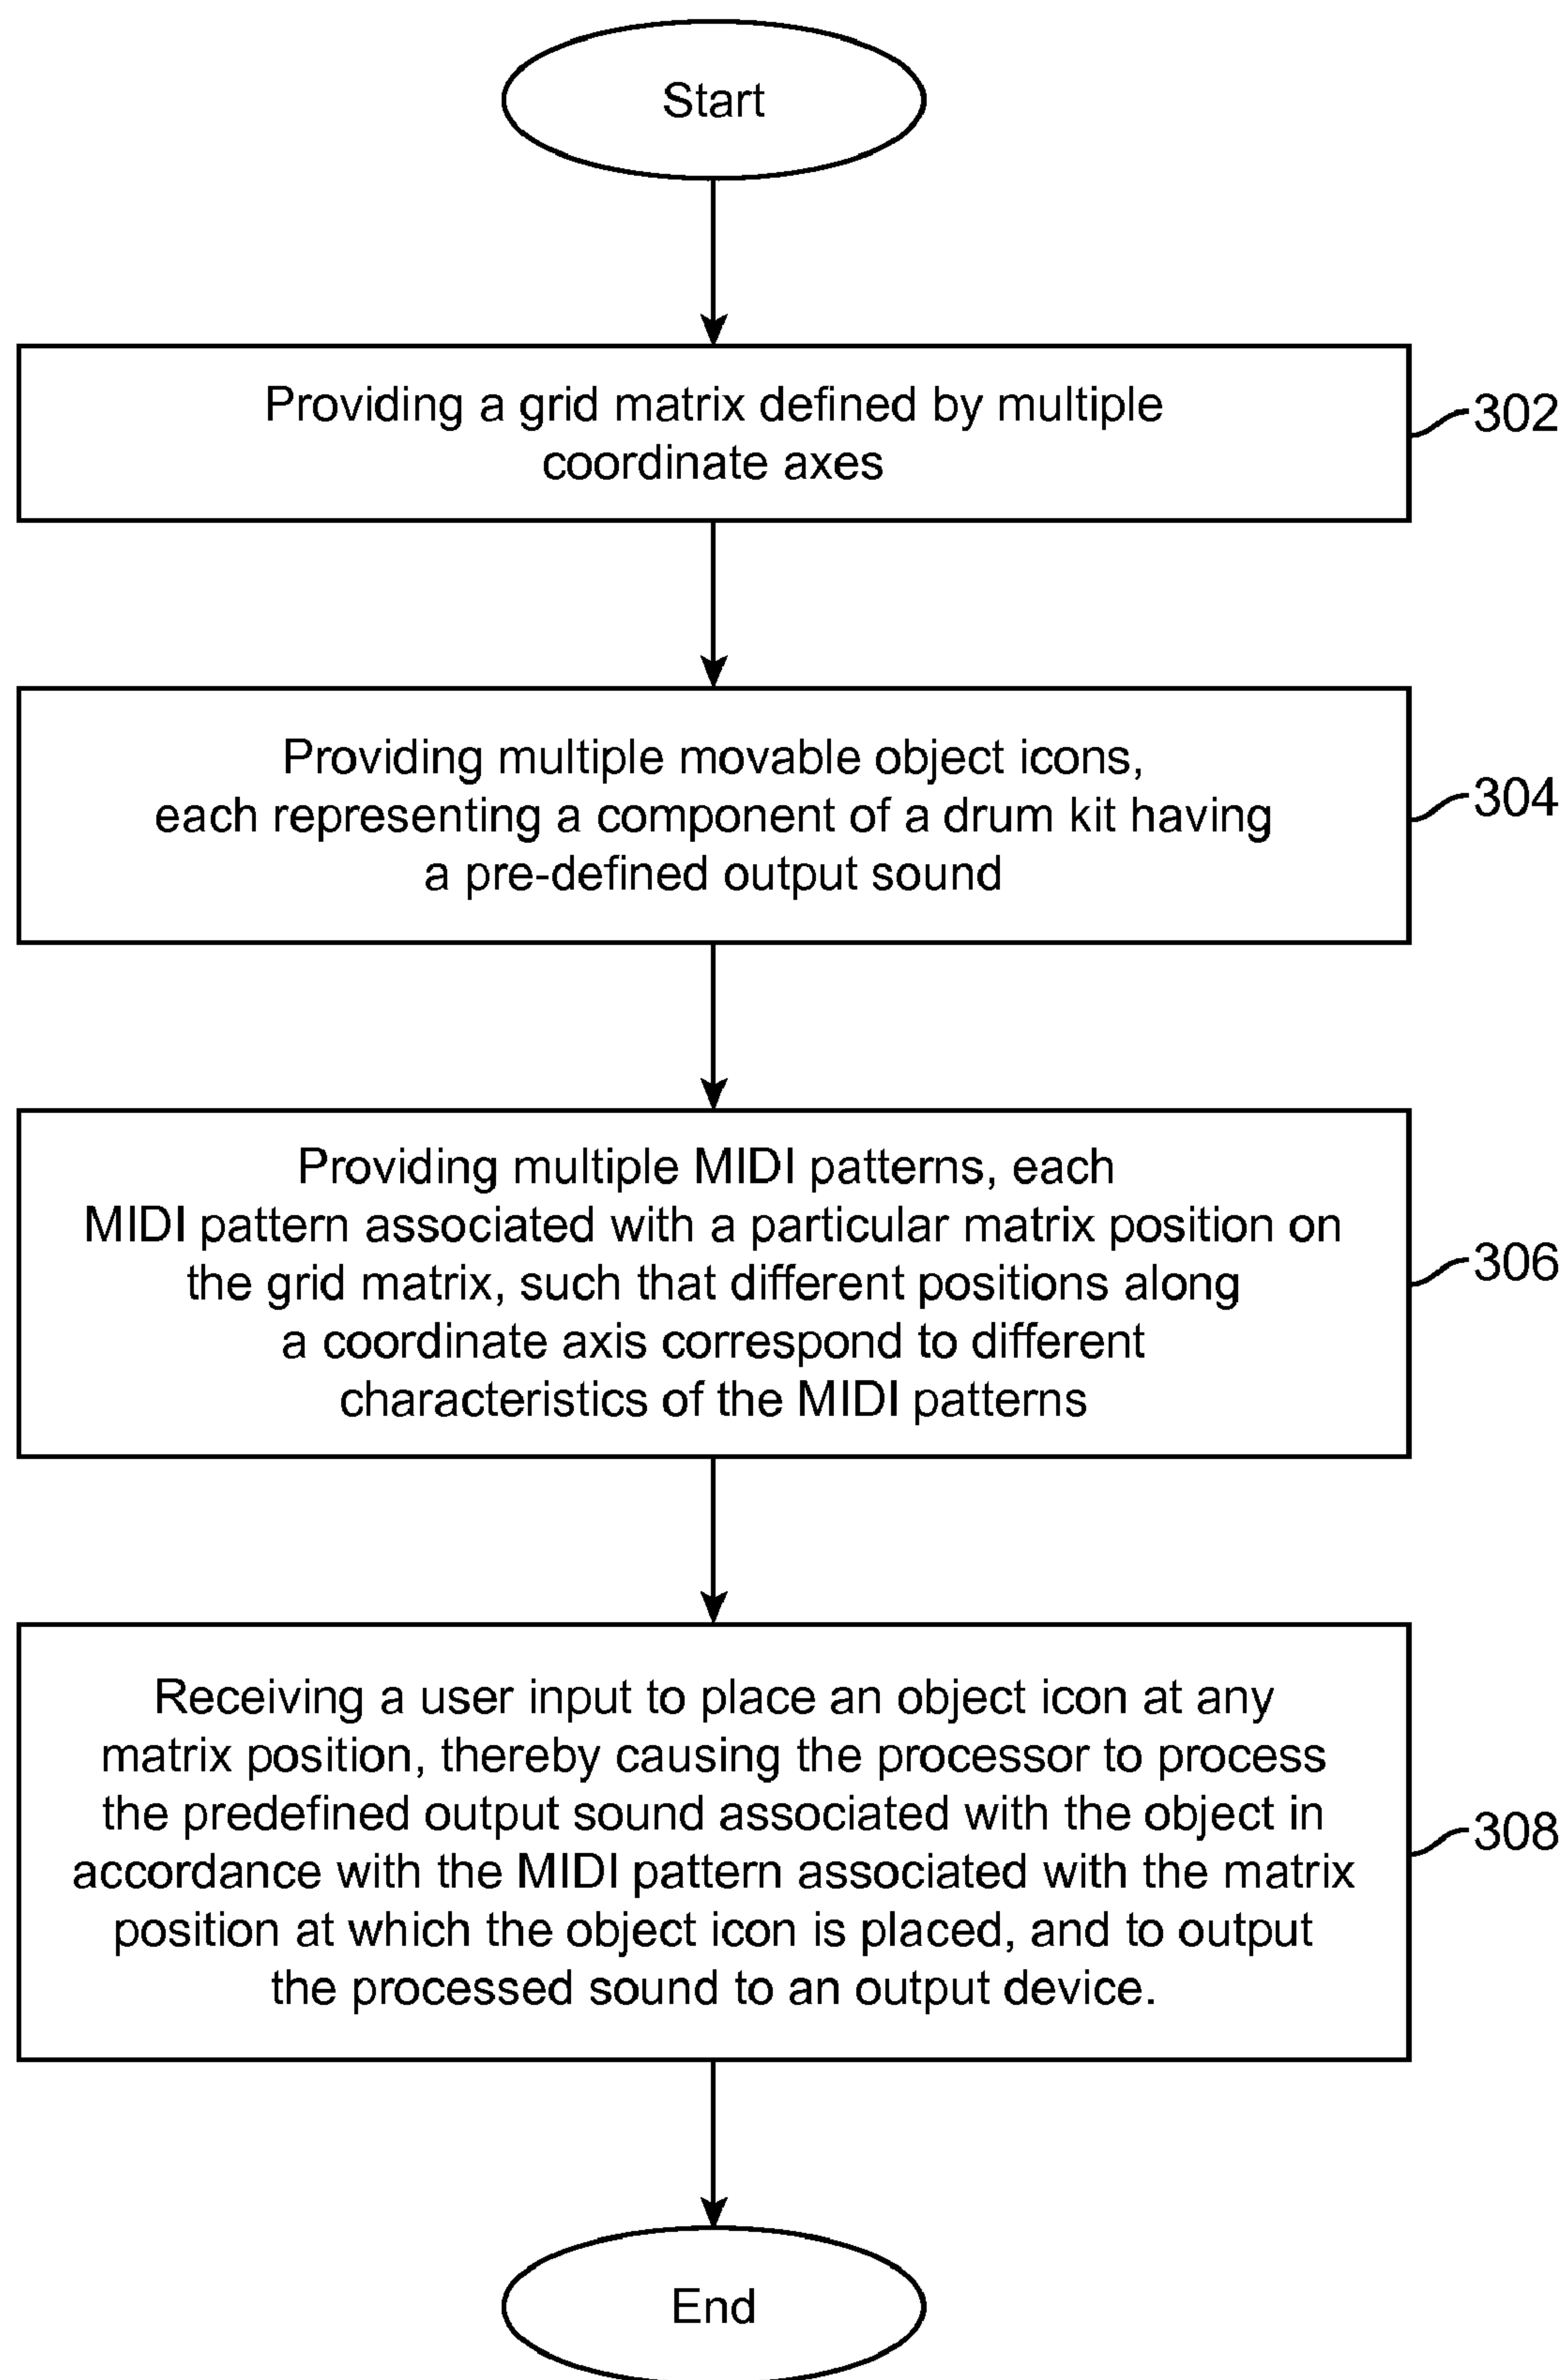 Start
Providing a grid matrix defined by multiple
coordinate axes
302
Providing multiple movable object icons,
each representing a component of a drum kit having
a pre-defined output sound
304
Providing multiple MIDI patterns, each
MIDI pattern associated with a particular matrix position on
the grid matrix, such that different positions along
a coordinate axis correspond to different
characteristics of the MIDI patterns
306
Receiving a user input to place an object icon at any
matrix position, thereby causing the processor to process
the predefined output sound associated with the object in
accordance with the MIDI pattern associated with the matrix
position at which the object icon is placed, and to output
the processed sound to an output device.
308
End